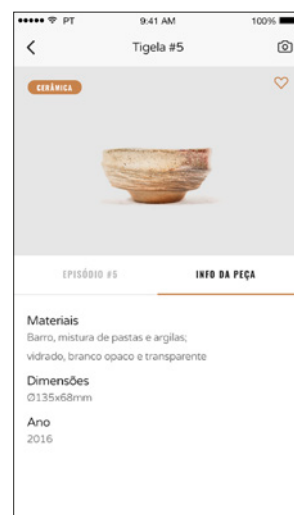 PT 9:41 AM 100%
Tigela #5
CERÂMICA
EPISÓDIO #5 INFO DA PEÇA
Materiais
Barro, mistura de pastas e argilas;
vidrado, branco opaco e transparente
Dimensões
Ø135x68mm
Ano
2016